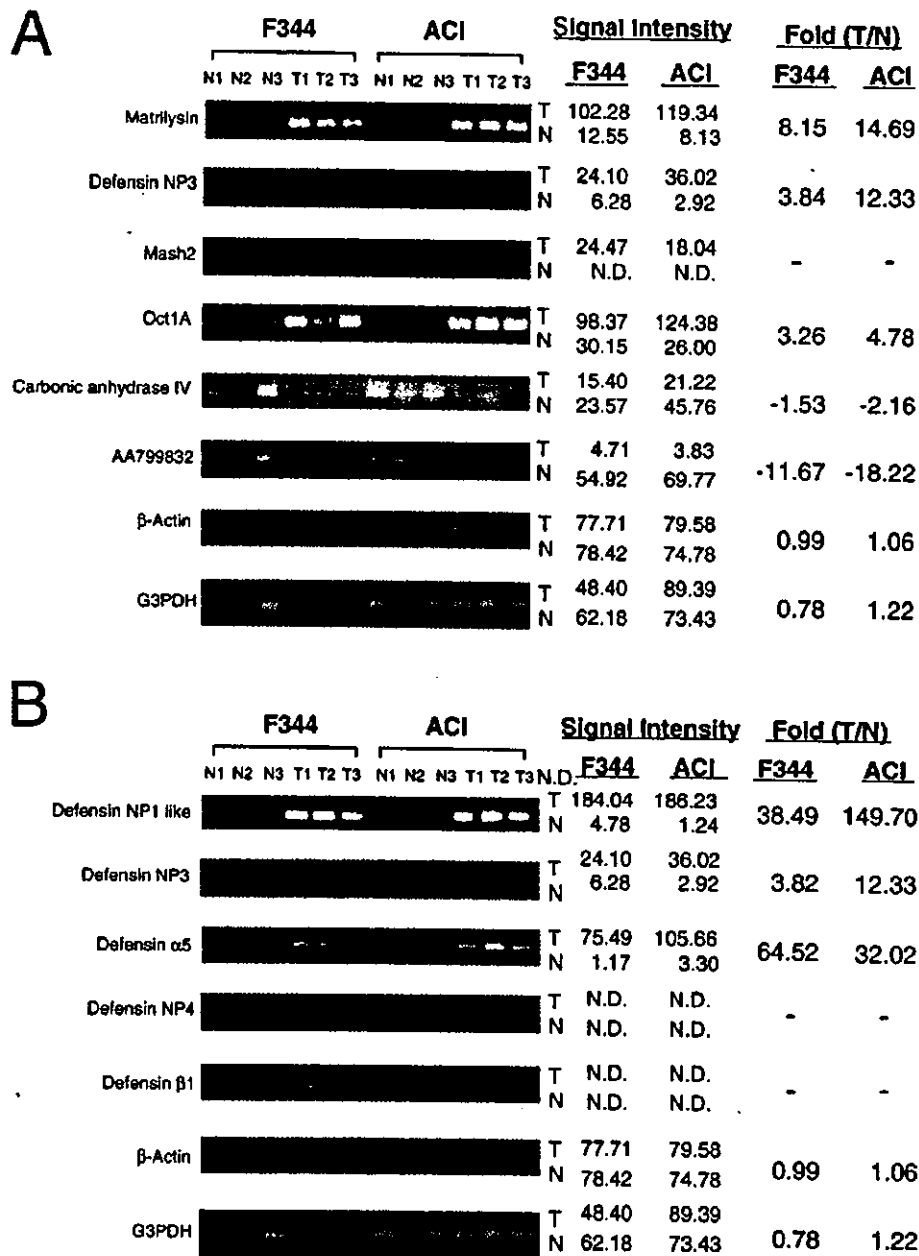 A
F344 ACI Signal Intensity Fold (T/N)
N1 N2 N3 T1 T2 T3 N1 N2 N3 T1 T2 T3 F344 ACI F344 ACI
Matrilysin T 102.28 119.34 8.15 14.69
N 12.55 8.13
Defensin NP3 T 24.10 36.02 3.84 12.33
N 6.28 2.92
Mash2 T 24.47 18.04 - -
N N.D. N.D.
Oct1A T 98.37 124.38 3.26 4.78
N 30.15 26.00
Carbonic anhydrase IV T 15.40 21.22 -1.53 -2.16
N 23.57 45.76
AA799832 T 4.71 3.83 -11.67 -18.22
N 54.92 69.77
β-Actin T 77.71 79.58 0.99 1.06
N 78.42 74.78
G3PDH T 48.40 89.39 0.78 1.22
N 62.18 73.43
B
F344 ACI Signal Intensity Fold (T/N)
N1 N2 N3 T1 T2 T3 N1 N2 N3 T1 T2 T3 N.D. F344 ACI F344 ACI
Defensin NP1 like T 184.04 186.23 38.49 149.70
N 4.78 1.24
Defensin NP3 T 24.10 36.02 3.82 12.33
N 6.28 2.92
Defensin α5 T 75.49 105.66 64.52 32.02
N 1.17 3.30
Defensin NP4 T N.D. N.D. - -
N N.D. N.D.
Defensin β1 T N.D. N.D. - -
N N.D. N.D.
β-Actin T 77.71 79.58 0.99 1.06
N 78.42 74.78
G3PDH T 48.40 89.39 0.78 1.22
N 62.18 73.43